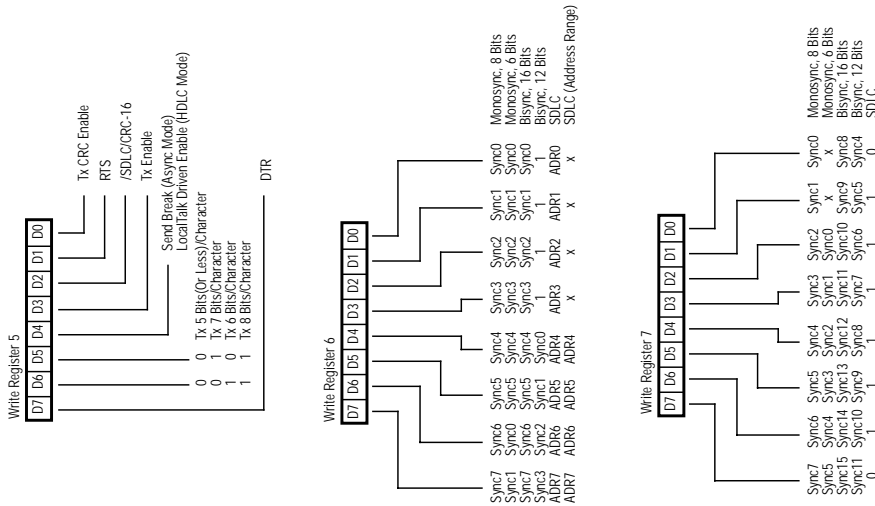 Write Register 5
D7 D6 D5 D4 D3 D2 D1 D0
Tx CRC Enable
RTS
/SDLC/CRC-16
Tx Enable
Send Break (Async Mode)
LocalTalk Driven Enable (HDLC Mode)
0 0 Tx 5 Bits(Or Less)/Character
0 1 Tx 7 Bits/Character
1 0 Tx 6 Bits/Character
1 1 Tx 8 Bits/Character
DTR
Write Register 6
D7 D6 D5 D4 D3 D2 D1 D0
Sync7 Sync6 Sync5 Sync4 Sync3 Sync2 Sync1 Sync0 Monosync, 8 Bits
Sync1 Sync0 Sync5 Sync4 Sync3 Sync2 Sync1 Sync0 Monosync, 6 Bits
Sync7 Sync6 Sync5 Sync4 Sync3 Sync2 Sync1 Sync0 Bisync, 16 Bits
Sync3 Sync2 Sync1 Sync0 1 1 1 1 Bisync, 12 Bits
ADR7 ADR6 ADR5 ADR4 ADR3 ADR2 ADR1 ADR0 SDLC
ADR7 ADR6 ADR5 ADR4 x x x x SDLC (Address Range)
Write Register 7
D7 D6 D5 D4 D3 D2 D1 D0
Sync7 Sync6 Sync5 Sync4 Sync3 Sync2 Sync1 Sync0 Monosync, 8 Bits
Sync5 Sync4 Sync3 Sync2 Sync1 Sync0 x x Monosync, 6 Bits
Sync15 Sync14 Sync13 Sync12 Sync11 Sync10 Sync9 Sync8 Bisync, 16 Bits
Sync11 Sync10 Sync9 Sync8 Sync7 Sync6 Sync5 Sync4 Bisync, 12 Bits
0 1 1 1 1 1 1 0 SDLC